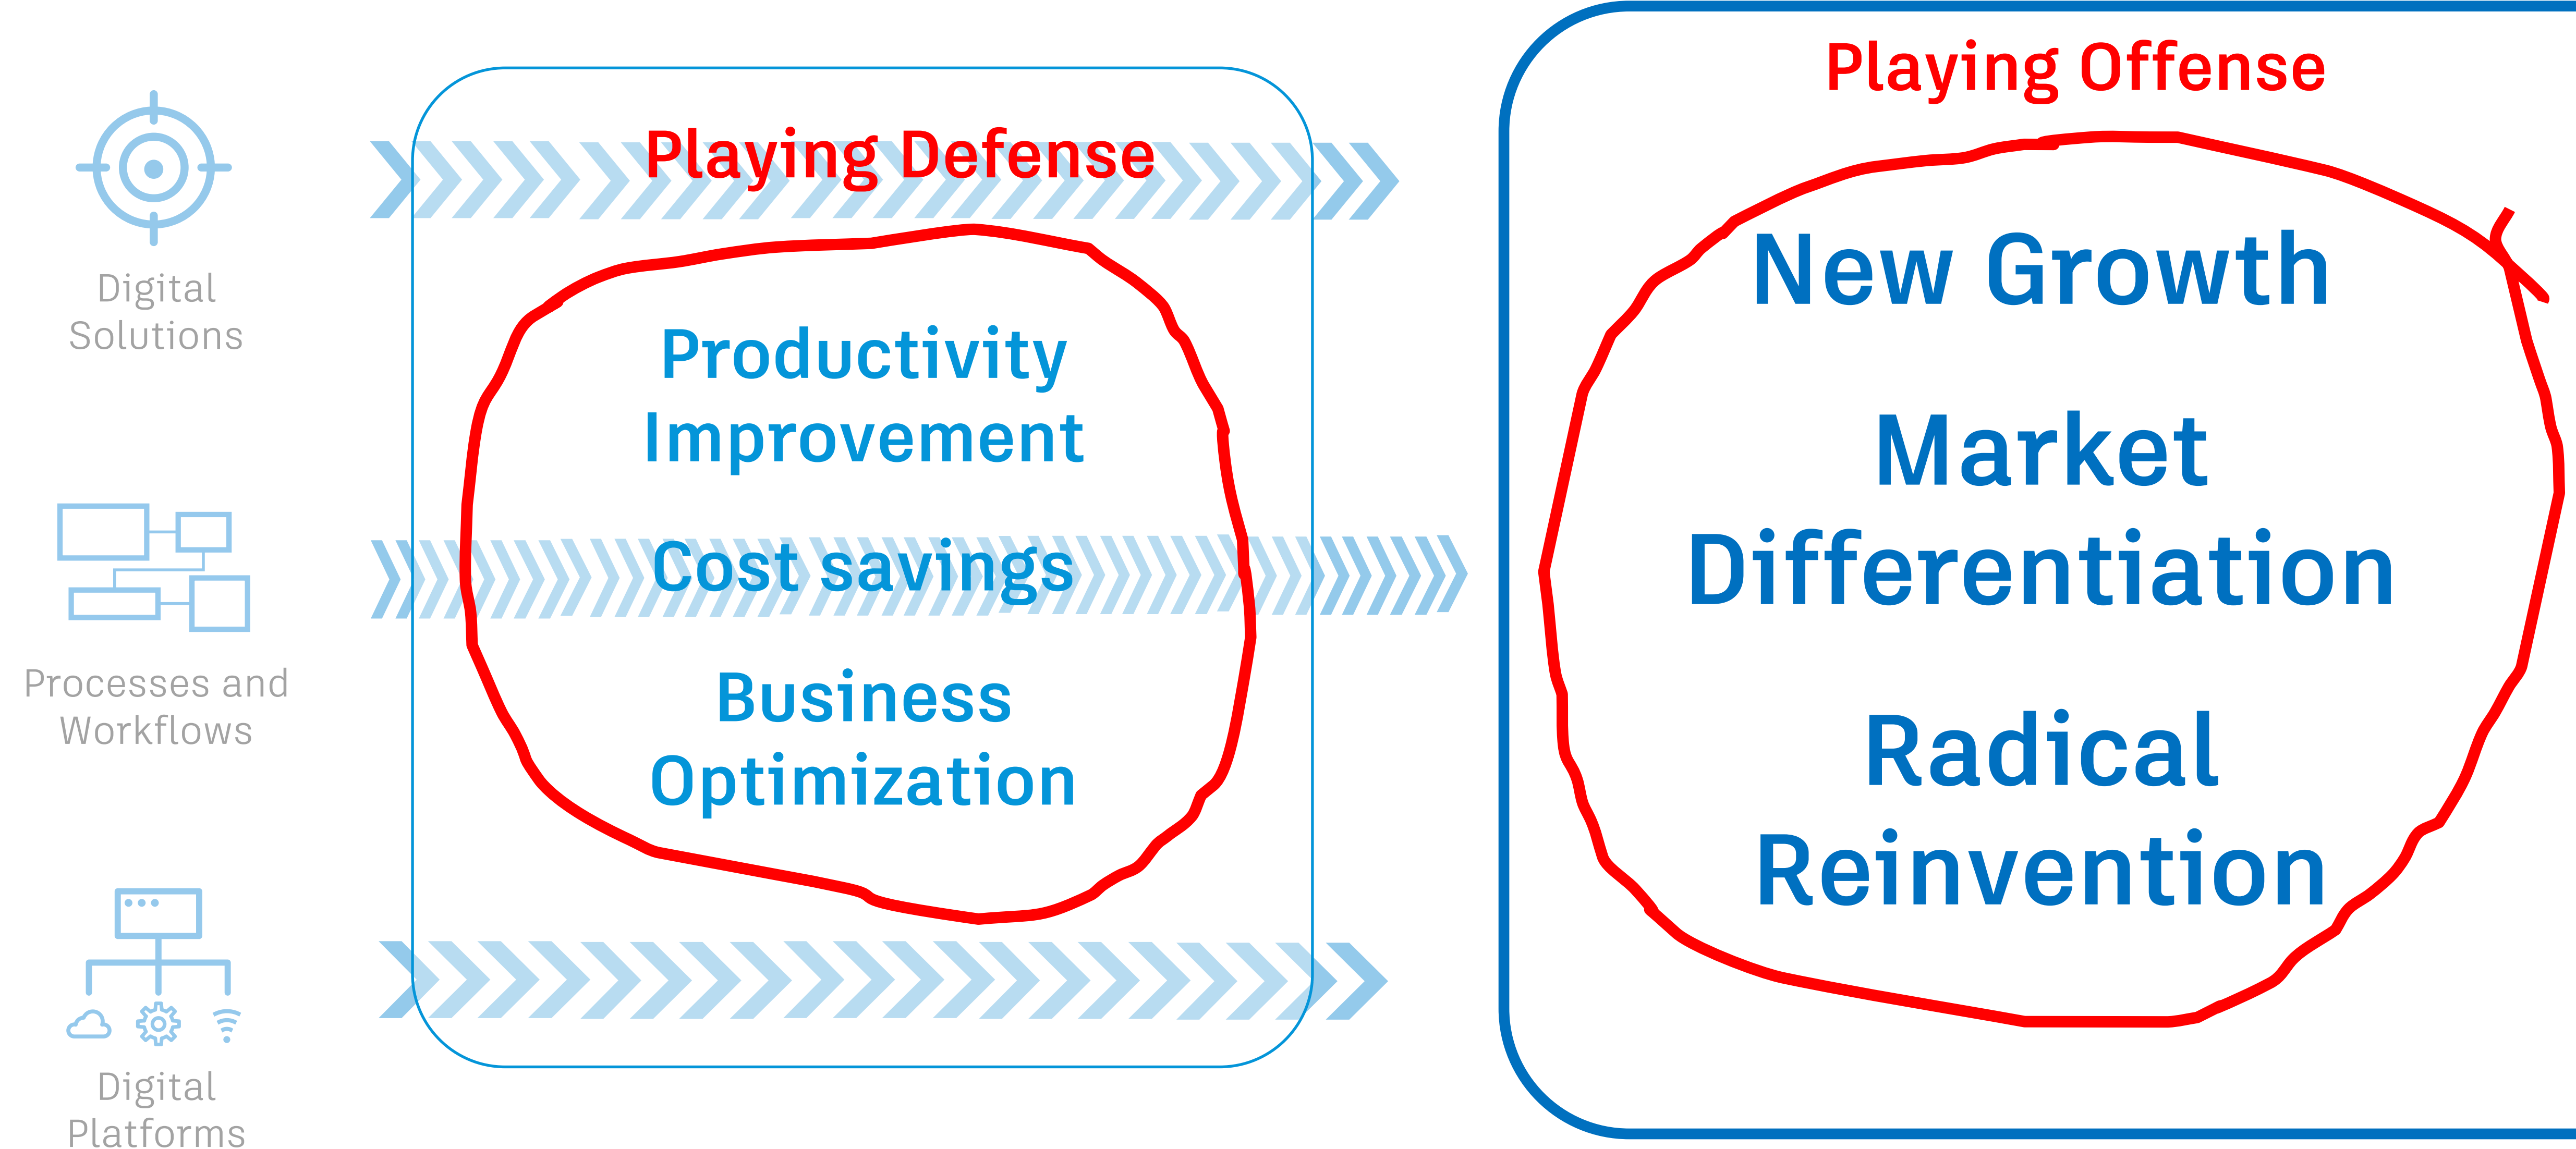 Digital
Solutions
Processes and
Workflows
Digital
Platforms
Playing Defense
Productivity
Improvement
Cost savings
Business
Optimization
Playing Offense
New Growth
Market
Differentiation
Radical
Reinvention